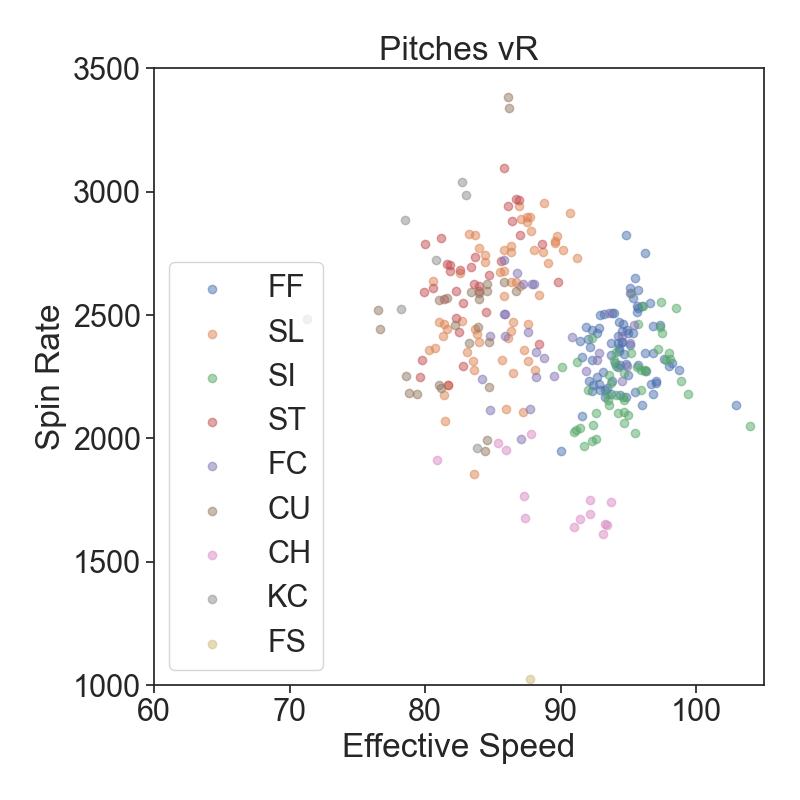 Pitches vR
3500
3000
2500
2000
1500
1000
Spin Rate
FF
SL
SI
ST
FC
CU
CH
KC
FS
60 70 80 90 100
Effective Speed